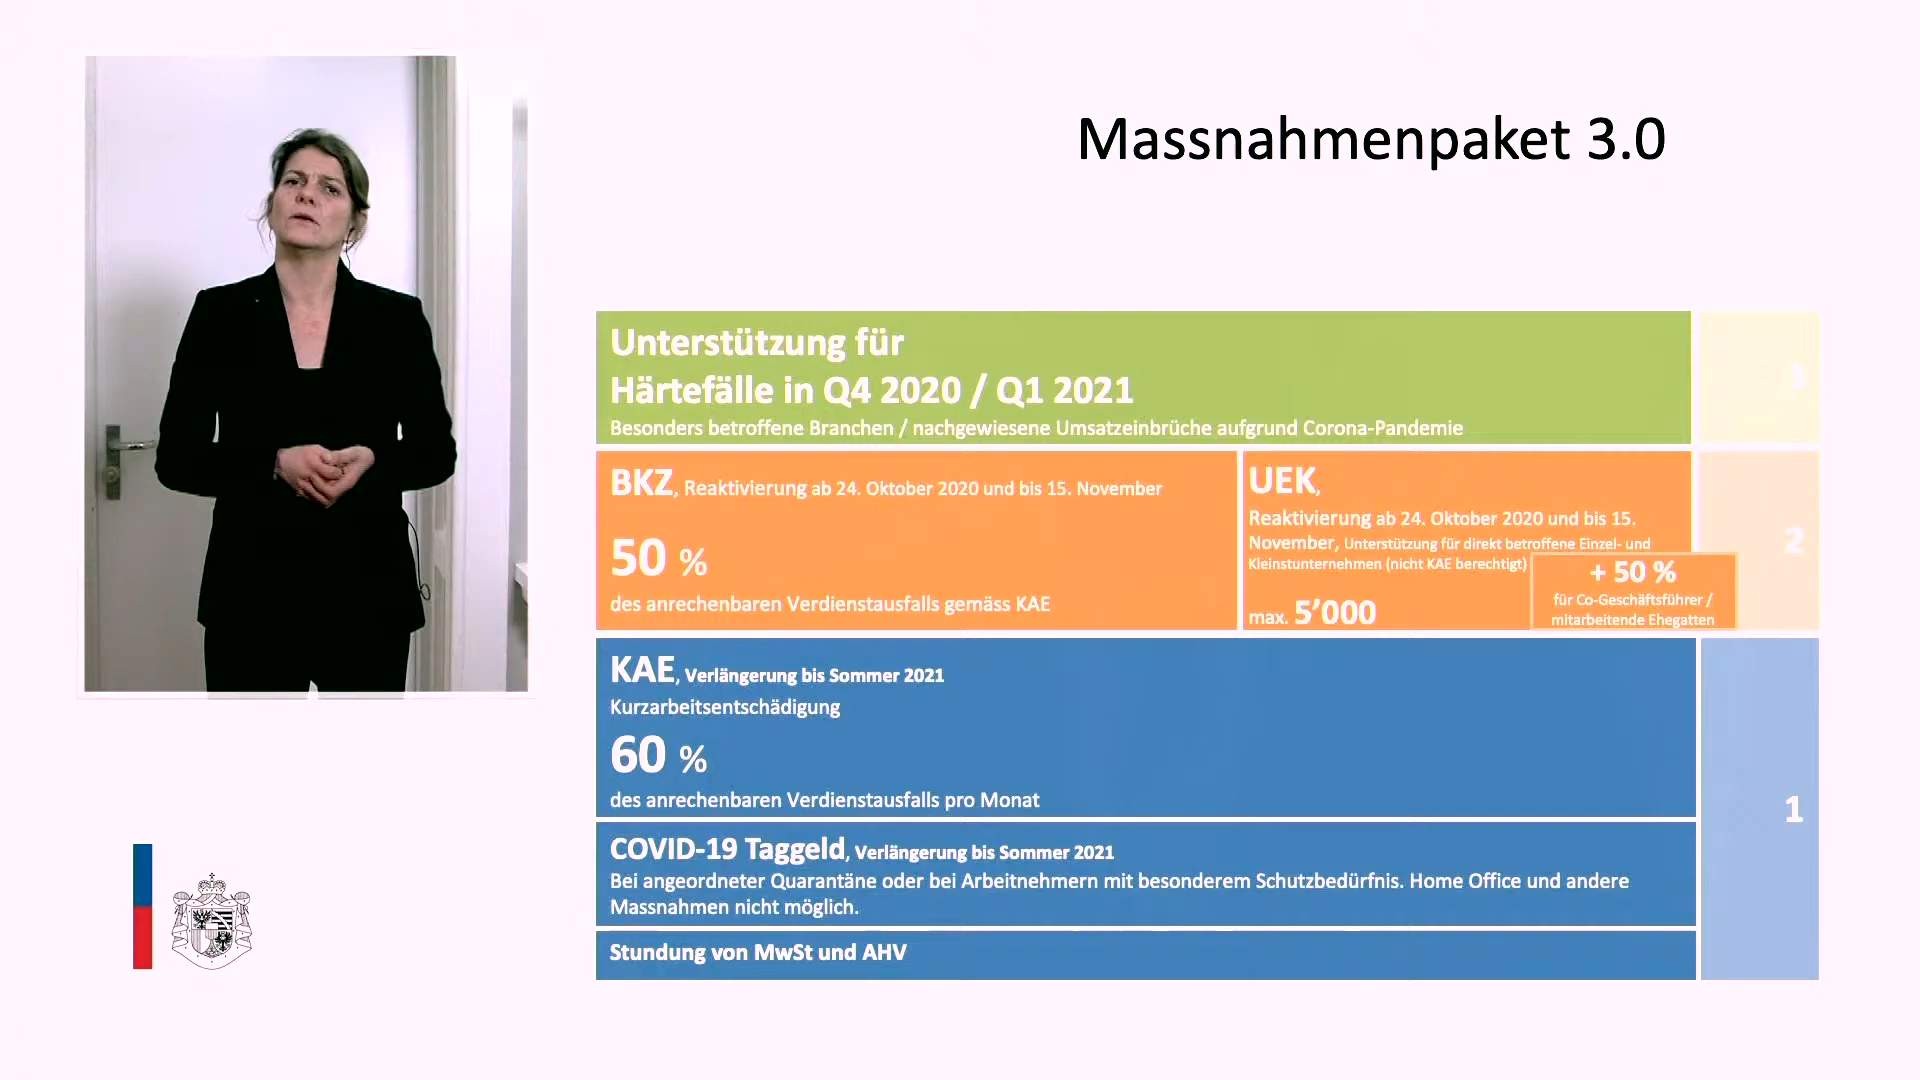 Massnahmenpaket 3.0
Unterstützung für
Härtefälle in Q4 2020 / Q1 2021
Besonders betroffene Branchen / nachgewiesene Umsatzeinbrüche aufgrund Corona-Pandemie
3
BKZ, Reaktivierung ab 24. Oktober 2020 und bis 15. November
50 %
des anrechenbaren Verdienstausfalls gemäss KAE
UEK,
Reaktivierung ab 24. Oktober 2020 und bis 15.
November, Unterstützung für direkt betroffene Einzel- und
Kleinstunternehmen (nicht KAE berechtigt)
max. 5’000
+ 50 %
für Co-Geschäftsführer /
mitarbeitende Ehegatten
2
KAE, Verlängerung bis Sommer 2021
Kurzarbeitsentschädigung
60 %
des anrechenbaren Verdienstausfalls pro Monat
1
COVID-19 Taggeld, Verlängerung bis Sommer 2021
Bei angeordneter Quarantäne oder bei Arbeitnehmern mit besonderem Schutzbedürfnis. Home Office und andere
Massnahmen nicht möglich.
Stundung von MwSt und AHV